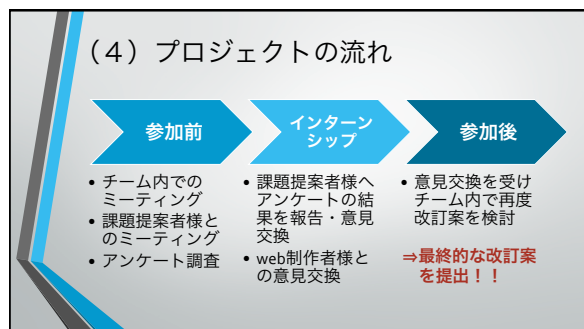 （４）プロジェクトの流れ
参加前
• チーム内での
ミーティング
• 課題提案者様と
のミーティング
• アンケート調査
インターン
シップ
• 課題提案者様へ
アンケートの結
果を報告・意見
交換
• web制作者様と
の意見交換
参加後
• 意見交換を受け
チーム内で再度
改訂案を検討
⇒最終的な改訂案
を提出！！